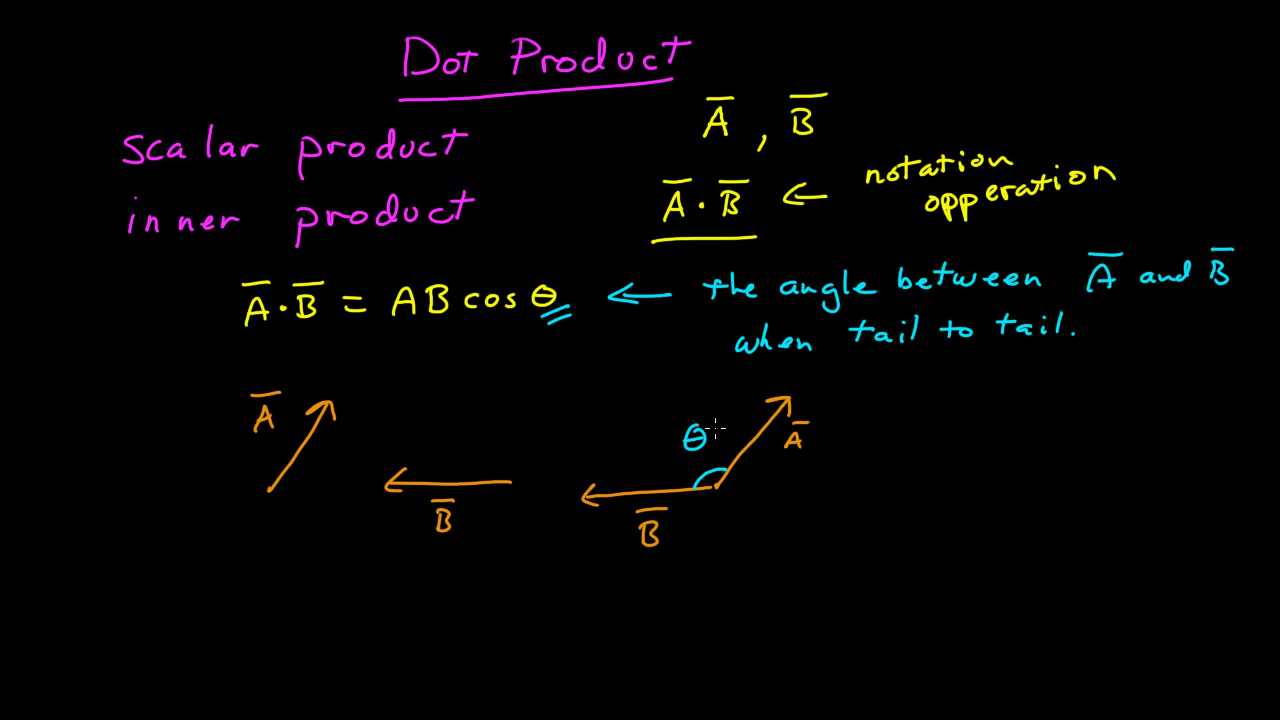 Dot Product
scalar product
inner product
A̅ , B̅
A̅ · B̅ ← notation
opperation
A̅ · B̅ = AB cos θ ← the angle between A̅ and B̅
when tail to tail.
A̅
B̅
θ
A̅
B̅